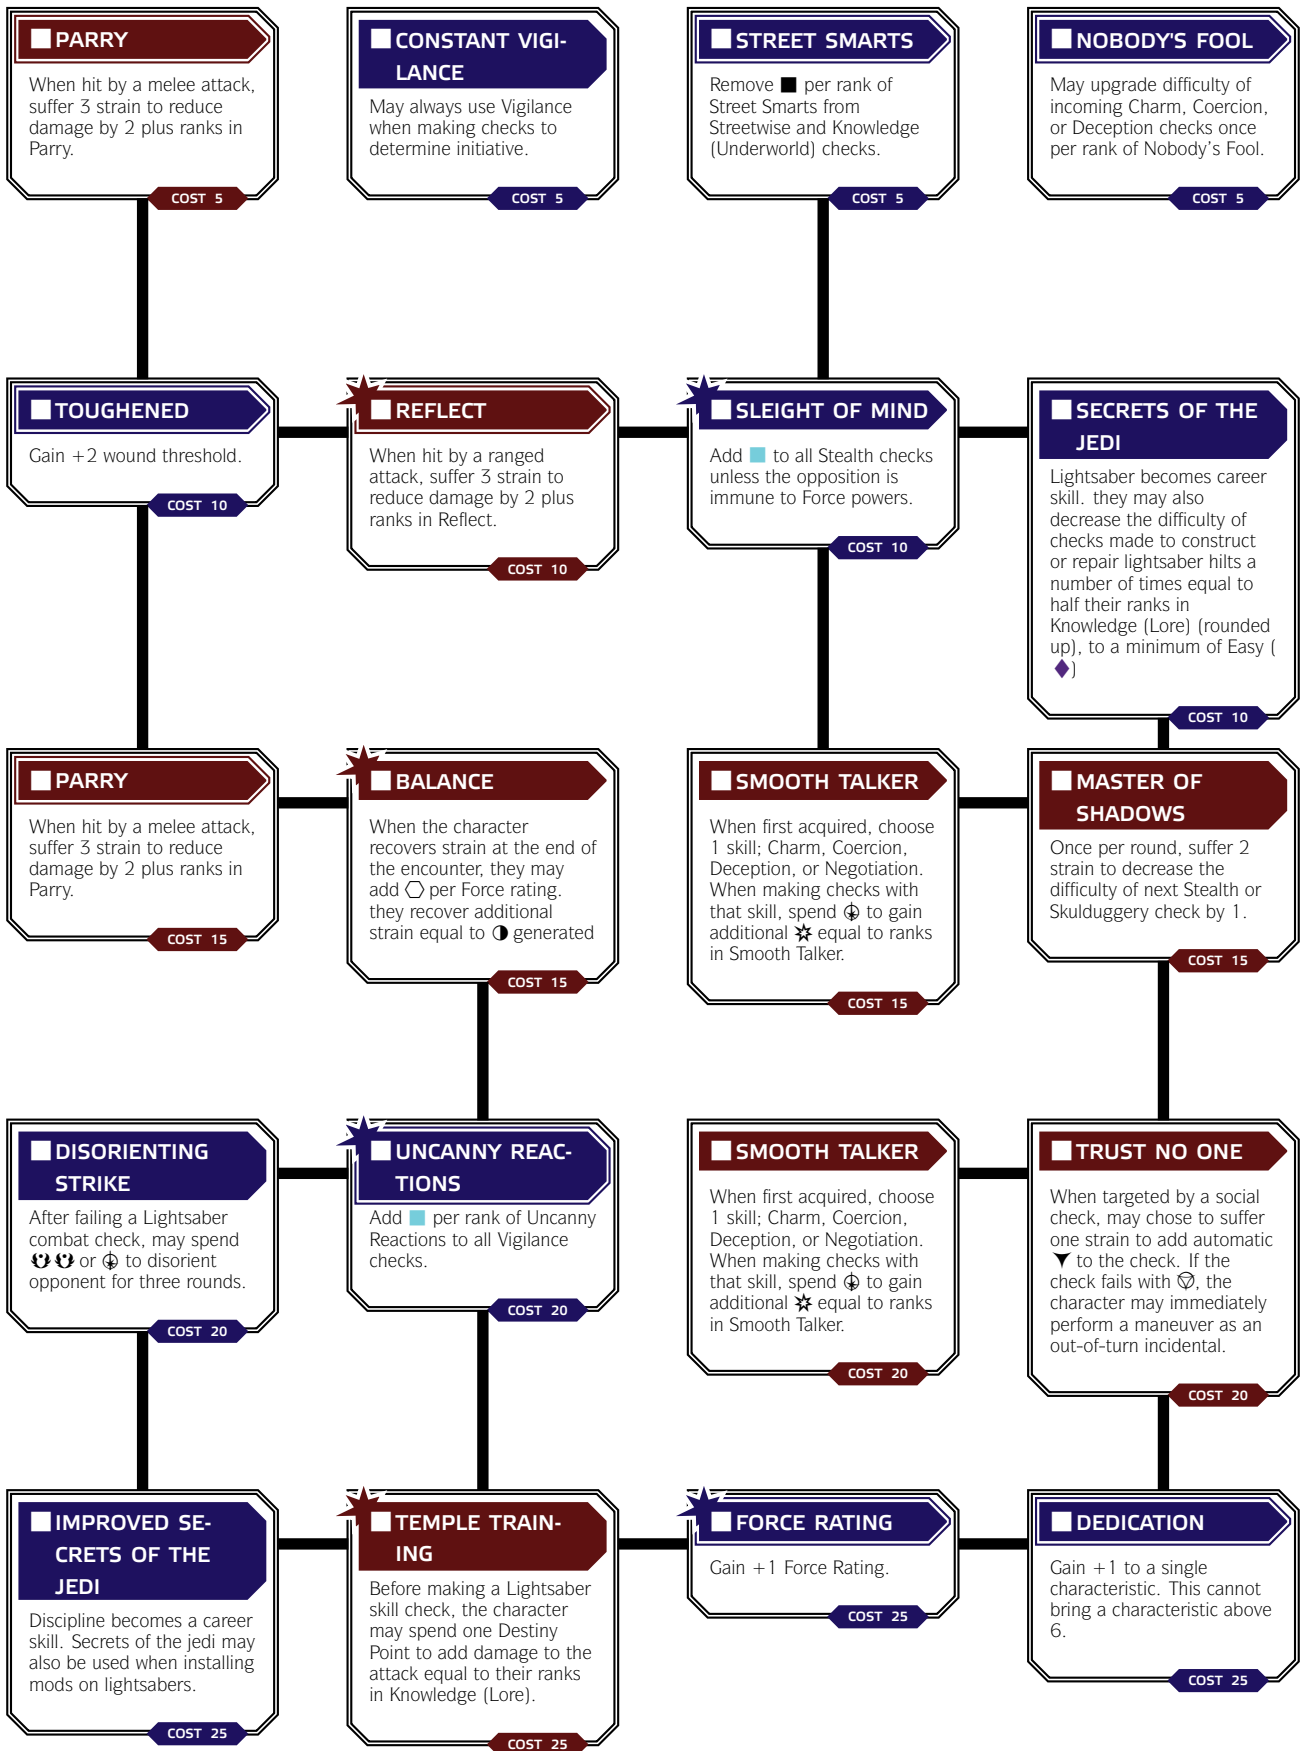 PARRY
When hit by a melee attack,
suffer 3 strain to reduce
damage by 2 plus ranks in
Parry.
COST 5
CONSTANT VIGI-
LANCE
May always use Vigilance
when making checks to
determine initiative.
COST 5
STREET SMARTS
Remove ■ per rank of
Street Smarts from
Streetwise and Knowledge
(Underworld) checks.
COST 5
NOBODY'S FOOL
May upgrade difficulty of
incoming Charm, Coercion,
or Deception checks once
per rank of Nobody's Fool.
COST 5
TOUGHENED
Gain +2 wound threshold.
COST 10
REFLECT
When hit by a ranged
attack, suffer 3 strain to
reduce damage by 2 plus
ranks in Reflect.
COST 10
SLEIGHT OF MIND
Add ■ to all Stealth checks
unless the opposition is
immune to Force powers.
COST 10
SECRETS OF THE
JEDI
Lightsaber becomes career
skill. they may also
decrease the difficulty of
checks made to construct
or repair lightsaber hilts a
number of times equal to
half their ranks in
Knowledge (Lore) (rounded
up), to a minimum of Easy (
♦)
COST 10
PARRY
When hit by a melee attack,
suffer 3 strain to reduce
damage by 2 plus ranks in
Parry.
COST 15
BALANCE
When the character
recovers strain at the end of
the encounter, they may
add per Force rating.
they recover additional
strain equal to generated
COST 15
SMOOTH TALKER
When first acquired, choose
1 skill; Charm, Coercion,
Deception, or Negotiation.
When making checks with
that skill, spend to gain
additional equal to ranks
in Smooth Talker.
COST 15
MASTER OF
SHADOWS
Once per round, suffer 2
strain to decrease the
difficulty of next Stealth or
Skulduggery check by 1.
COST 15
DISORIENTING
STRIKE
After failing a Lightsaber
combat check, may spend
or to disorient
opponent for three rounds.
COST 20
UNCANNY REAC-
TIONS
Add ■ per rank of Uncanny
Reactions to all Vigilance
checks.
COST 20
SMOOTH TALKER
When first acquired, choose
1 skill; Charm, Coercion,
Deception, or Negotiation.
When making checks with
that skill, spend to gain
additional equal to ranks
in Smooth Talker.
COST 20
TRUST NO ONE
When targeted by a social
check, may chose to suffer
one strain to add automatic
to the check. If the
check fails with , the
character may immediately
perform a maneuver as an
out-of-turn incidental.
COST 20
IMPROVED SE-
CRETS OF THE
JEDI
Discipline becomes a career
skill. Secrets of the jedi may
also be used when installing
mods on lightsabers.
COST 25
TEMPLE TRAIN-
ING
Before making a Lightsaber
skill check, the character
may spend one Destiny
Point to add damage to the
attack equal to their ranks
in Knowledge (Lore).
COST 25
FORCE RATING
Gain +1 Force Rating.
COST 25
DEDICATION
Gain +1 to a single
characteristic. This cannot
bring a characteristic above
6.
COST 25